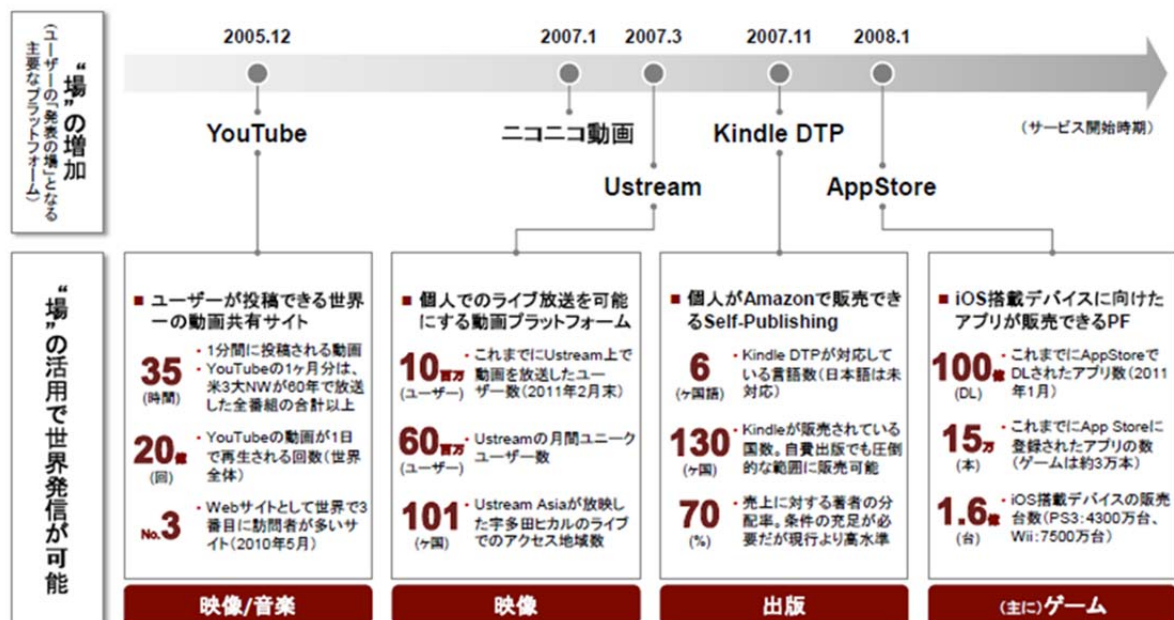 "場"の増加
（ユーザーの「発表の場」となる
主要なプラットフォーム）
2005.12
2007.1
2007.3
2007.11
2008.1
YouTube
ニコニコ動画
Kindle DTP
（サービス開始時期）
Ustream
AppStore
"場"の活用で世界発信が可能
■ ユーザーが投稿できる世界
一の動画共有サイト
35
(時間)
・1分間に投稿される動画
・YouTubeの1ヶ月分は、
米3大NWが60年で放送
した全番組の合計以上
20億
(回)
・YouTubeの動画が1日
で再生される回数（世界
全体）
No.3
・Webサイトとして世界で3
番目に訪問者が多いサ
イト（2010年5月）
映像/音楽
■ 個人でのライブ放送を可能
にする動画プラットフォーム
10百万
(ユーザー)
・これまでにUstream上で
動画を放送したユー
ザー数（2011年2月末）
60百万
(ユーザー)
・Ustreamの月間ユニーク
ユーザー数
101
(ヶ国)
・Ustream Asiaが放映し
た宇多田ヒカルのライブ
でのアクセス地域数
映像
■ 個人がAmazonで販売でき
るSelf-Publishing
6
(ヶ国語)
・Kindle DTPが対応して
いる言語数（日本語は未
対応）
130
(ヶ国)
・Kindleが販売されている
国数。自費出版でも圧倒
的な範囲に販売可能
70
(%)
・売上に対する著者の分
配率。条件の充足が必
要だが現行より高水準
出版
■ iOS搭載デバイスに向けた
アプリが販売できるPF
100億
(DL)
・これまでにAppStoreで
DLされたアプリ数（2011
年1月）
15万
(本)
・これまでにApp Storeに
登録されたアプリの数
（ゲームは約3万本）
1.6億
(台)
・iOS搭載デバイスの販売
台数（PS3:4300万台、
Wii:7500万台）
(主に)ゲーム